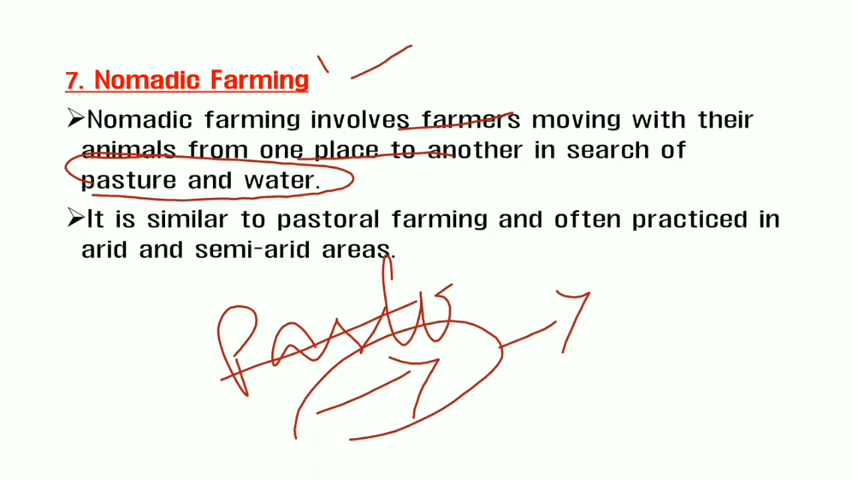 7. Nomadic Farming
➢Nomadic farming involves farmers moving with their
animals from one place to another in search of
pasture and water.
➢It is similar to pastoral farming and often practiced in
arid and semi-arid areas.